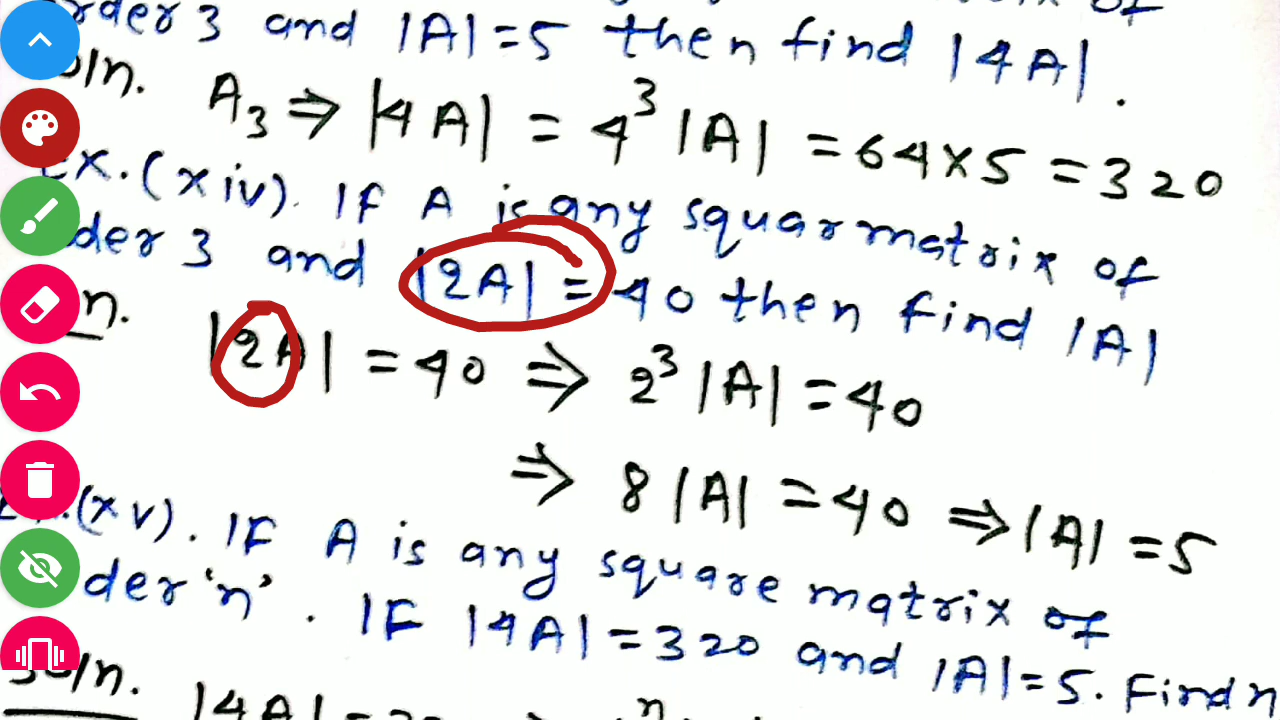 order 3 and |A|=5 then find |4A|.
Soln. A₃ ⇒ |4A| = 4³ |A| = 64×5 = 320
Ex.(xiv). IF A is any squar matrix of
order 3 and |2A| = 40 then find |A|
|2A| = 40 ⇒ 2³ |A| = 40
⇒ 8 |A| = 40 ⇒ |A| = 5
Ex.(xv). IF A is any square matrix of
order 'n'. IF |4A| = 320 and |A|=5. Find n
Soln. |4A| =